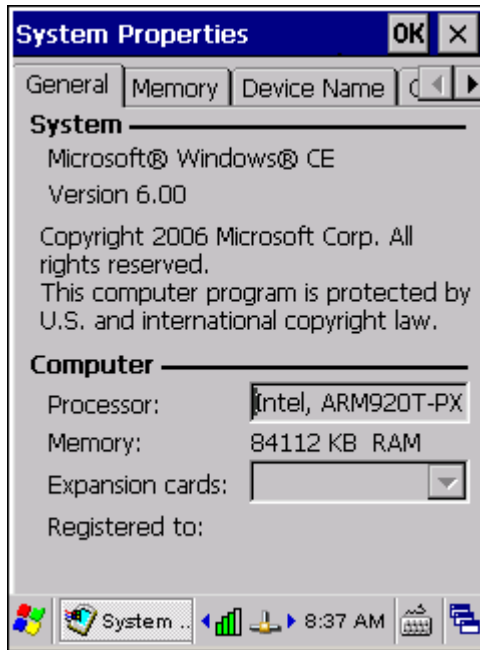 System Properties OK
General Memory Device Name
System
Microsoft® Windows® CE
Version 6.00
Copyright 2006 Microsoft Corp. All
rights reserved.
This computer program is protected by
U.S. and international copyright law.
Computer
Processor: Intel, ARM920T-PX
Memory: 84112 KB RAM
Expansion cards:
Registered to:
System .. 8:37 AM